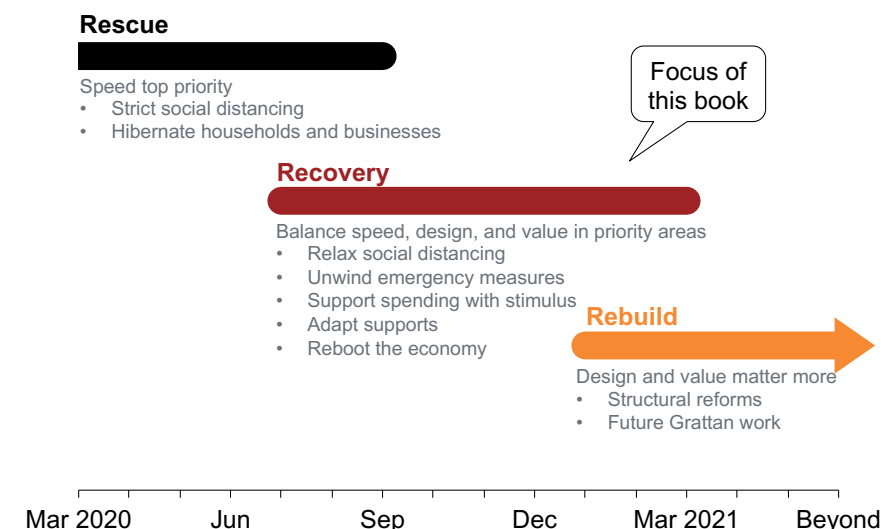 Rescue
Speed top priority
• Strict social distancing
• Hibernate households and businesses
Focus of
this book
Recovery
Balance speed, design, and value in priority areas
• Relax social distancing
• Unwind emergency measures
• Support spending with stimulus
• Adapt supports
• Reboot the economy
Rebuild
Design and value matter more
• Structural reforms
• Future Grattan work
Mar 2020 Jun Sep Dec Mar 2021 Beyond